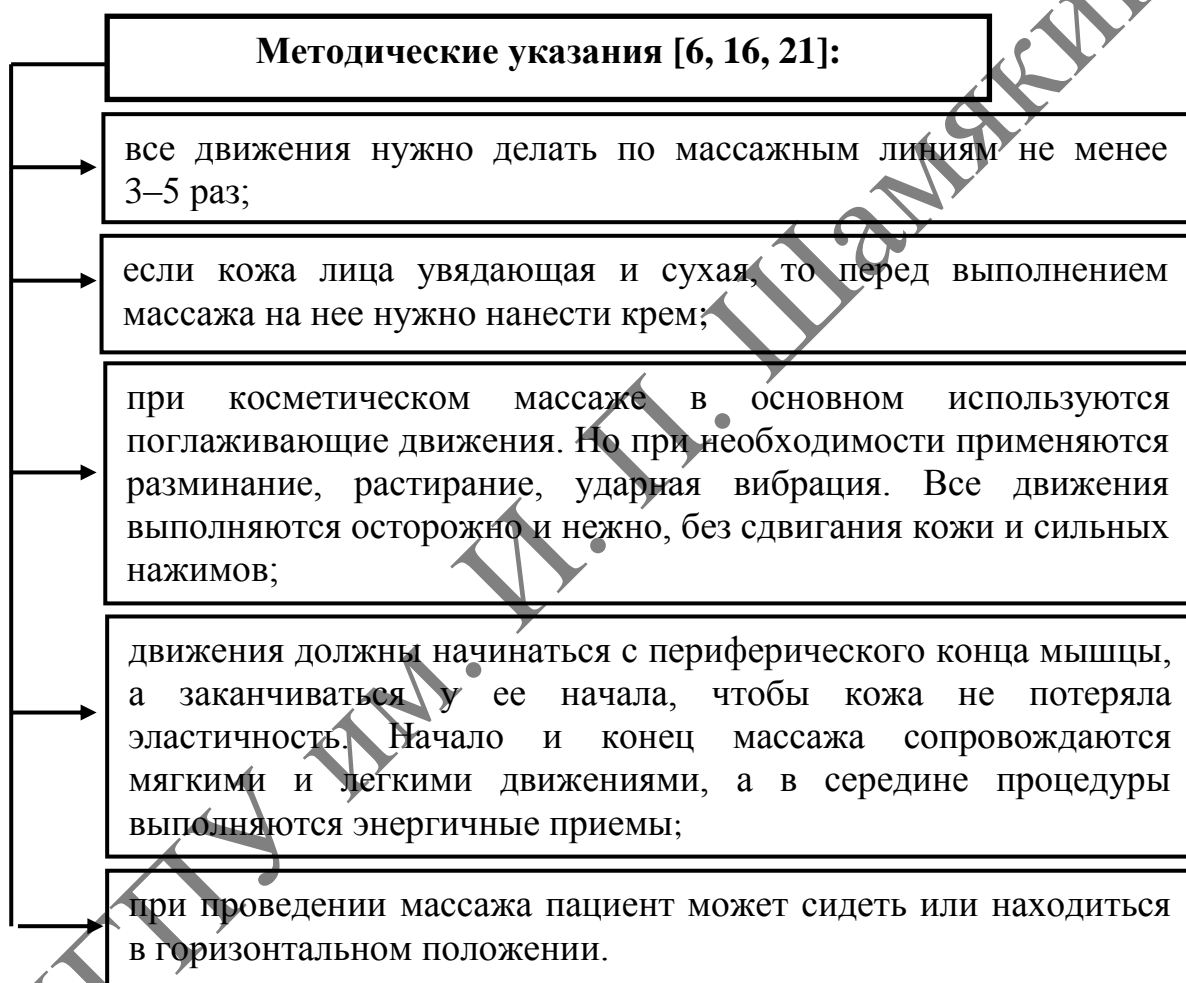 Методические указания [6, 16, 21]:
все движения нужно делать по массажным линиям не менее
3–5 раз;
если кожа лица увядающая и сухая, то перед выполнением
массажа на нее нужно нанести крем;
при косметическом массаже в основном используются
поглаживающие движения. Но при необходимости применяются
разминание, растирание, ударная вибрация. Все движения
выполняются осторожно и нежно, без сдвигания кожи и сильных
нажимов;
движения должны начинаться с периферического конца мышцы,
а заканчиваться у ее начала, чтобы кожа не потеряла
эластичность. Начало и конец массажа сопровождаются
мягкими и легкими движениями, а в середине процедуры
выполняются энергичные приемы;
при проведении массажа пациент может сидеть или находиться
в горизонтальном положении.
им. И. П. Шамяки